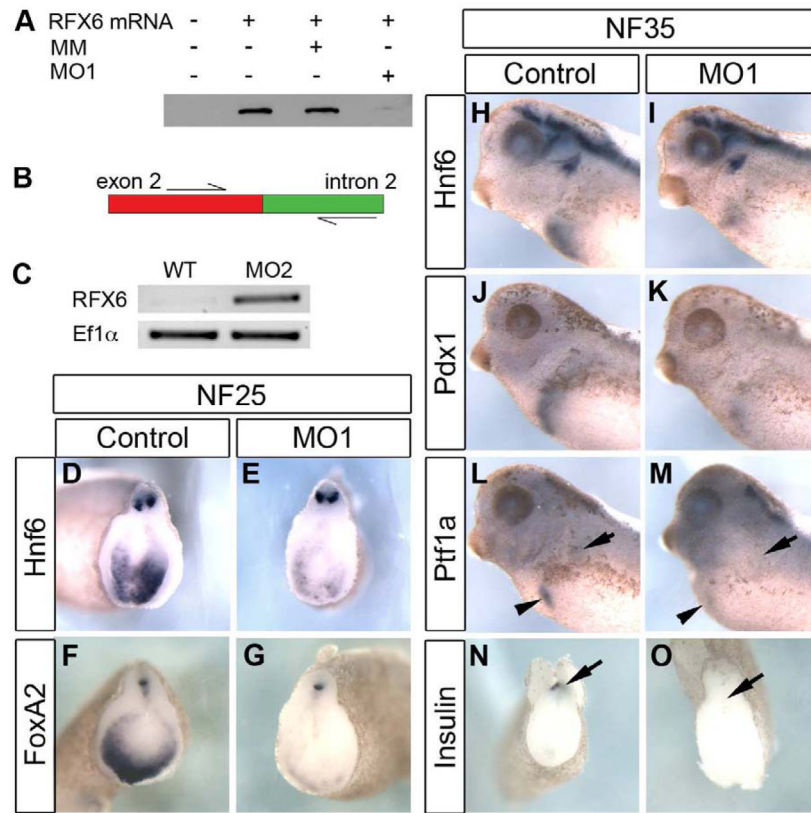 A
RFX6 mRNA - + + +
MM - - + -
MO1 - - - +
B
exon 2 intron 2
C
WT MO2
RFX6
Ef1α
NF25
Control MO1
Hnf6
D E
FoxA2
F G
NF35
Control MO1
Hnf6
H I
Pdx1
J K
Ptf1a
L M
Insulin
N O